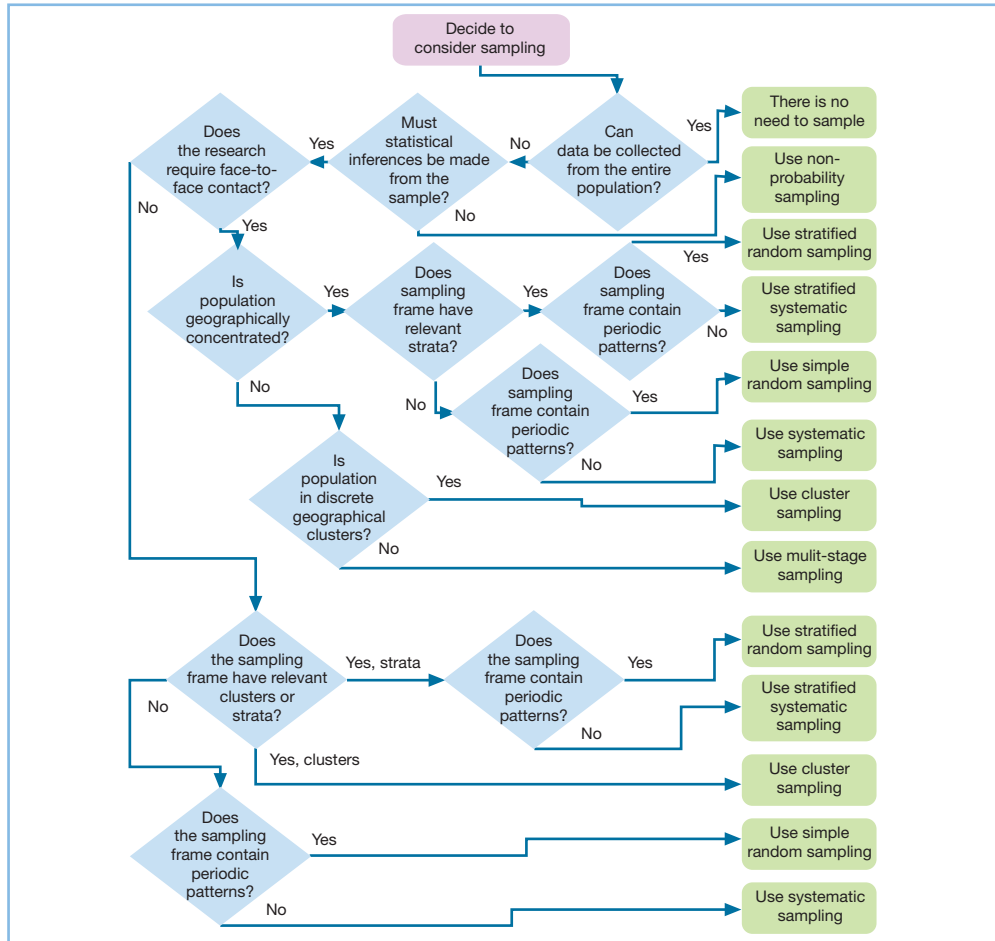 Decide to
consider sampling
Does
the research
require face-to-
face contact?
Yes
Must
statistical
inferences be made
from the
sample?
No
Can
data be collected
from the entire
population?
Yes
There is no
need to sample
Use non-
probability
sampling
No
No
Yes
Use stratified
random sampling
Is
population
geographically
concentrated?
Yes
Does
sampling
frame have
relevant
strata?
Yes
Does
sampling
frame contain
periodic
patterns?
Yes
No
Use stratified
systematic
sampling
No
No
Does
sampling
frame contain
periodic
patterns?
Yes
Use simple
random sampling
No
Use systematic
sampling
Is
population
in discrete
geographical
clusters?
Yes
Use cluster
sampling
No
Use mulit-stage
sampling
Does
the sampling
frame have relevant
clusters or
strata?
Yes, strata
Does
the sampling
frame contain
periodic
patterns?
Yes
Use stratified
random sampling
No
No
Use stratified
systematic
sampling
Yes, clusters
Use cluster
sampling
Does
the sampling
frame contain
periodic
patterns?
Yes
Use simple
random sampling
No
Use systematic
sampling